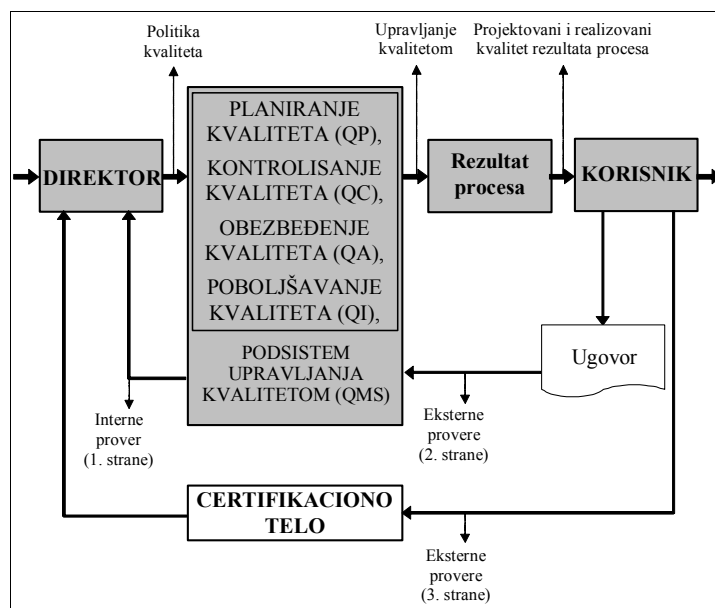 Politika
kvaliteta
Upravljanje
kvalitetom
Projektovani i realizovani
kvalitet rezultata procesa
DIREKTOR
PLANIRANJE
KVALITETA (QP),
KONTROLISANJE
KVALITETA (QC),
OBEZBEĐENJE
KVALITETA (QA),
POBOLJŠAVANJE
KVALITETA (QI),
PODSISTEM
UPRAVLJANJA
KVALITETOM (QMS)
Rezultat
procesa
KORISNIK
Ugovor
Interne
prover
(1. strane)
Eksterne
provere
(2. strane)
CERTIFIKACIONO
TELO
Eksterne
provere
(3. strane)